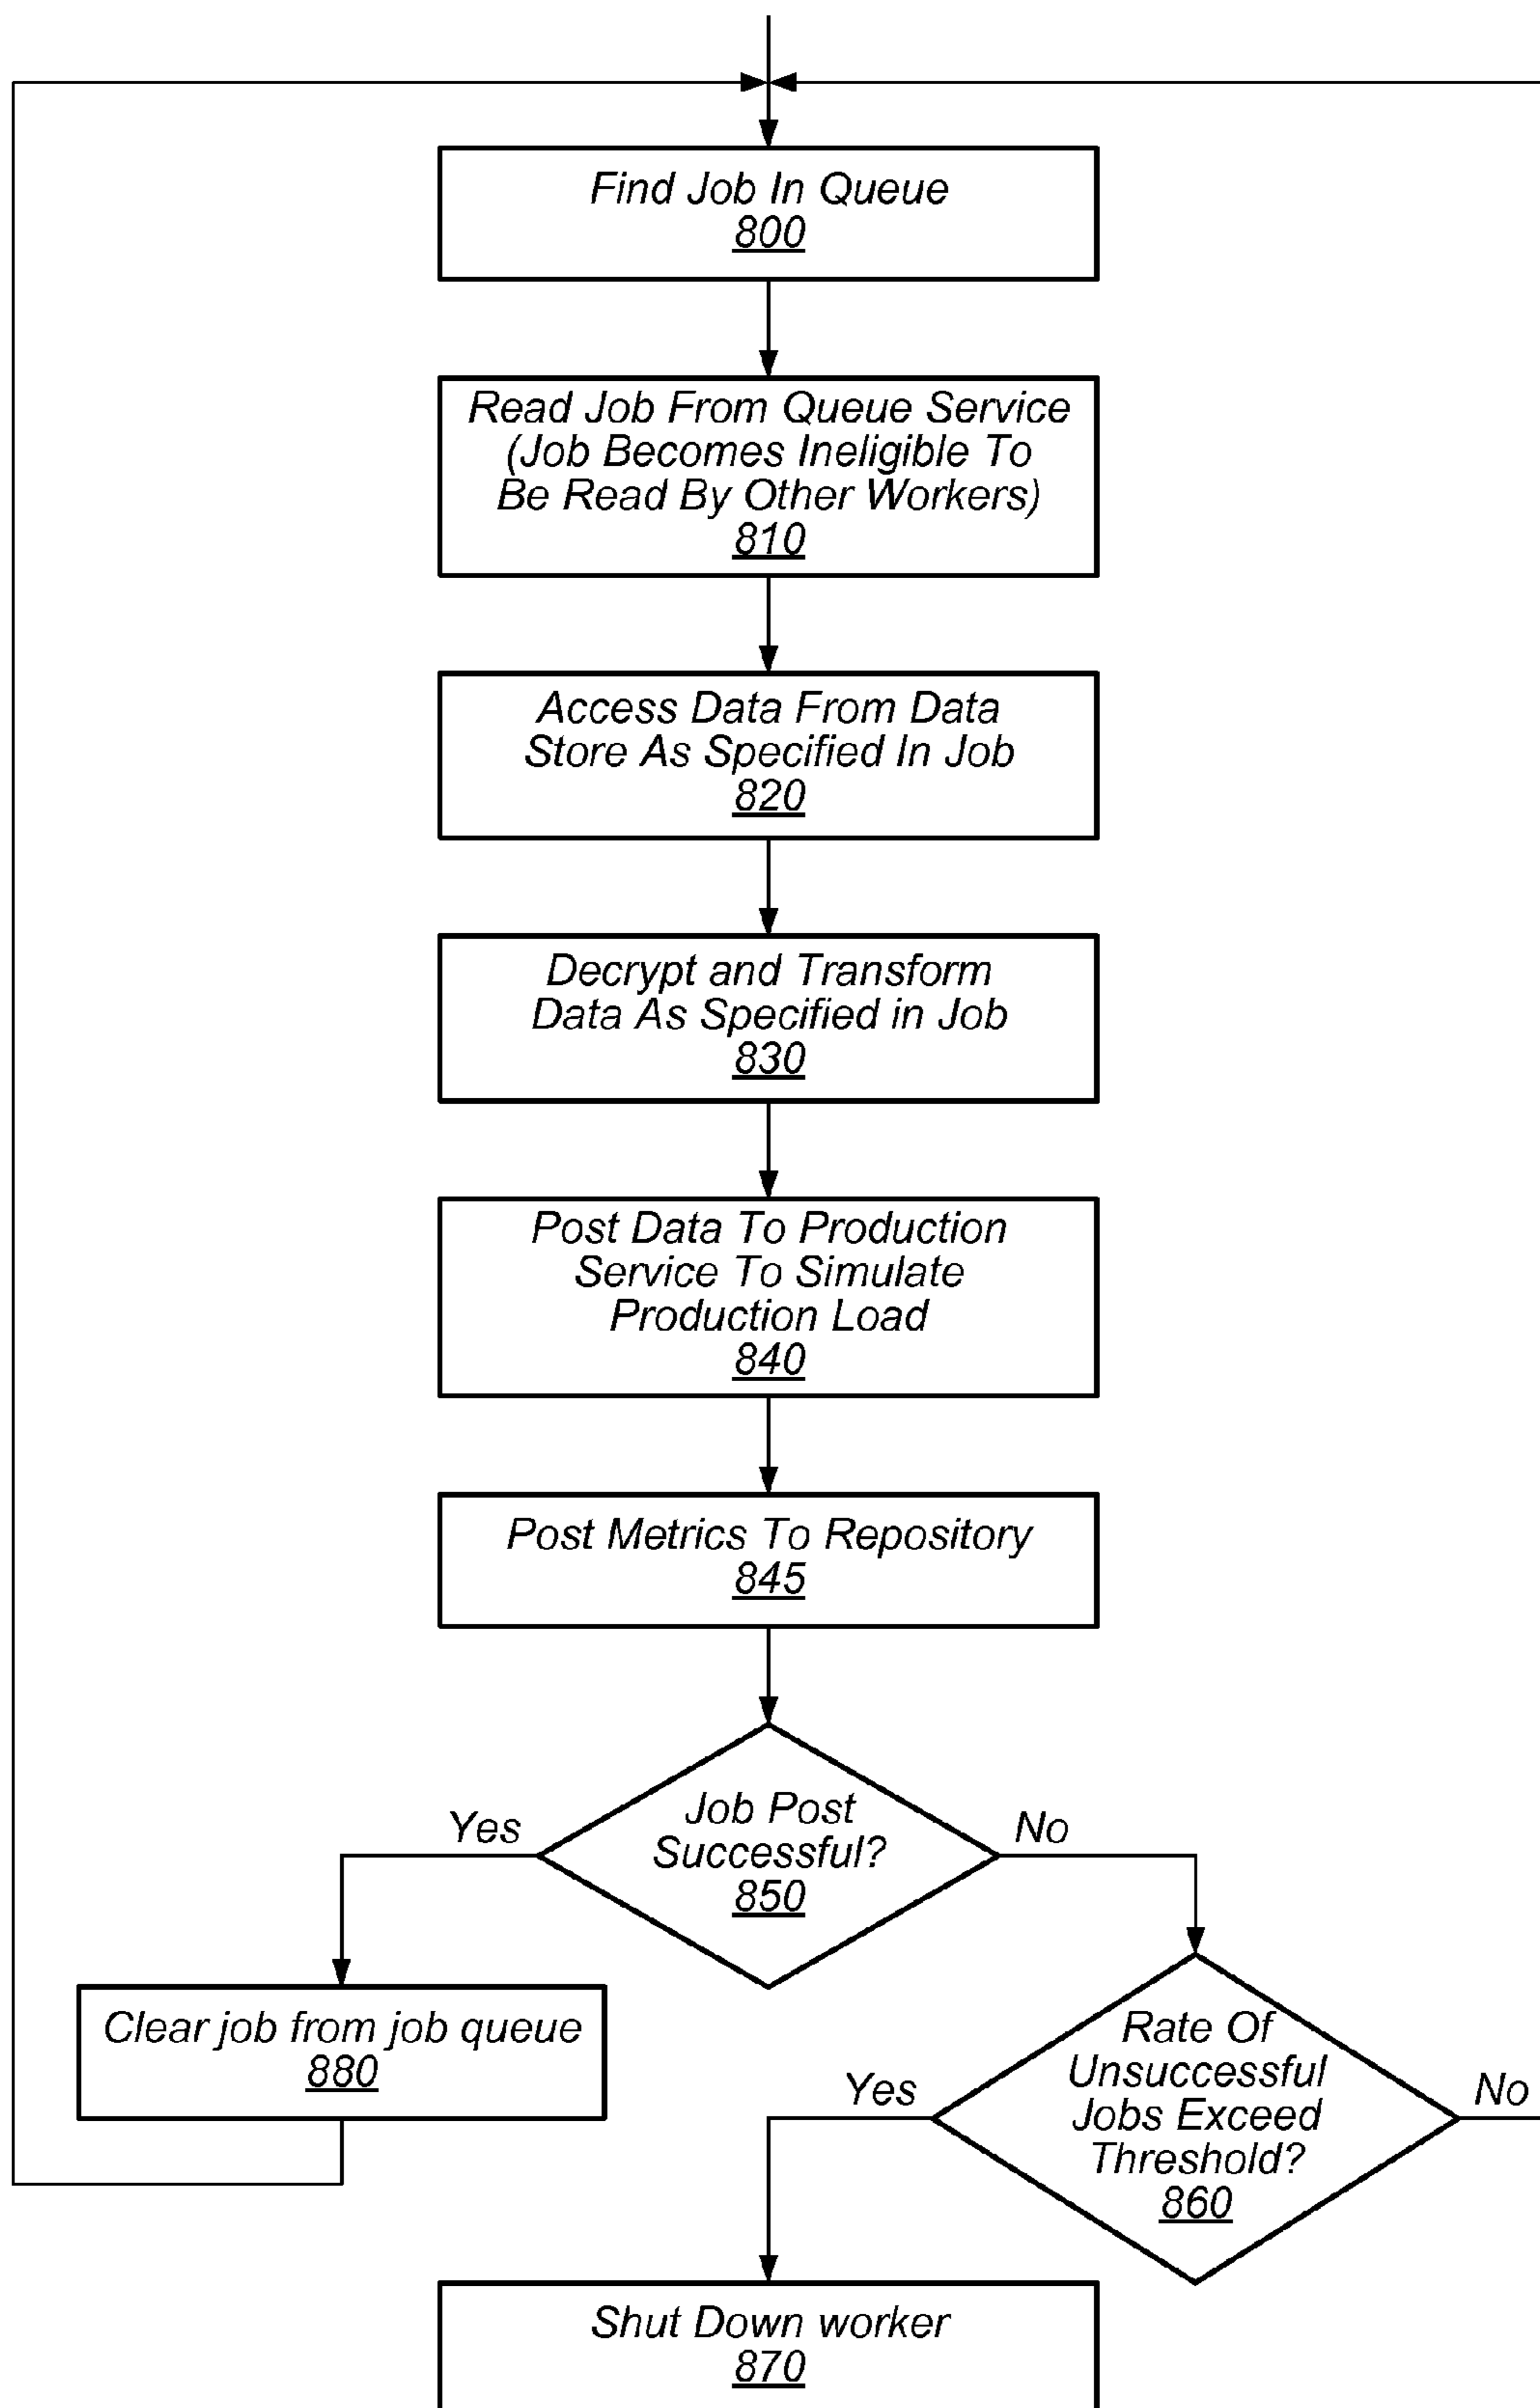 Find Job In Queue
800
Read Job From Queue Service
(Job Becomes Ineligible To
Be Read By Other Workers)
810
Access Data From Data
Store As Specified In Job
820
Decrypt and Transform
Data As Specified in Job
830
Post Data To Production
Service To Simulate
Production Load
840
Post Metrics To Repository
845
Job Post
Successful?
850
Yes
No
Clear job from job queue
880
Rate Of
Unsuccessful
Jobs Exceed
Threshold?
860
Yes
No
Shut Down worker
870